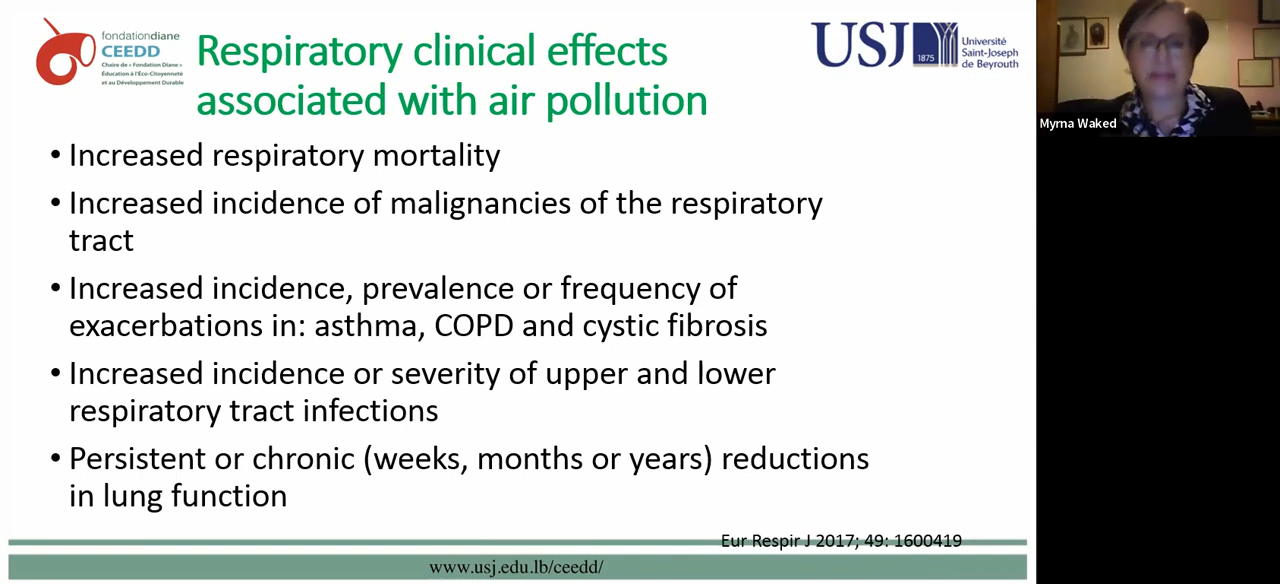 fondationdiane
CEEDD
Chaire de « Fondation Diane »
Éducation à l'Éco-Citoyenneté
et au Développement Durable
Respiratory clinical effects
associated with air pollution
USJ
1875
Université
Saint-Joseph
de Beyrouth
Myrna Waked
• Increased respiratory mortality
• Increased incidence of malignancies of the respiratory
tract
• Increased incidence, prevalence or frequency of
exacerbations in: asthma, COPD and cystic fibrosis
• Increased incidence or severity of upper and lower
respiratory tract infections
• Persistent or chronic (weeks, months or years) reductions
in lung function
Eur Respir J 2017; 49: 1600419
www.usj.edu.lb/ceedd/